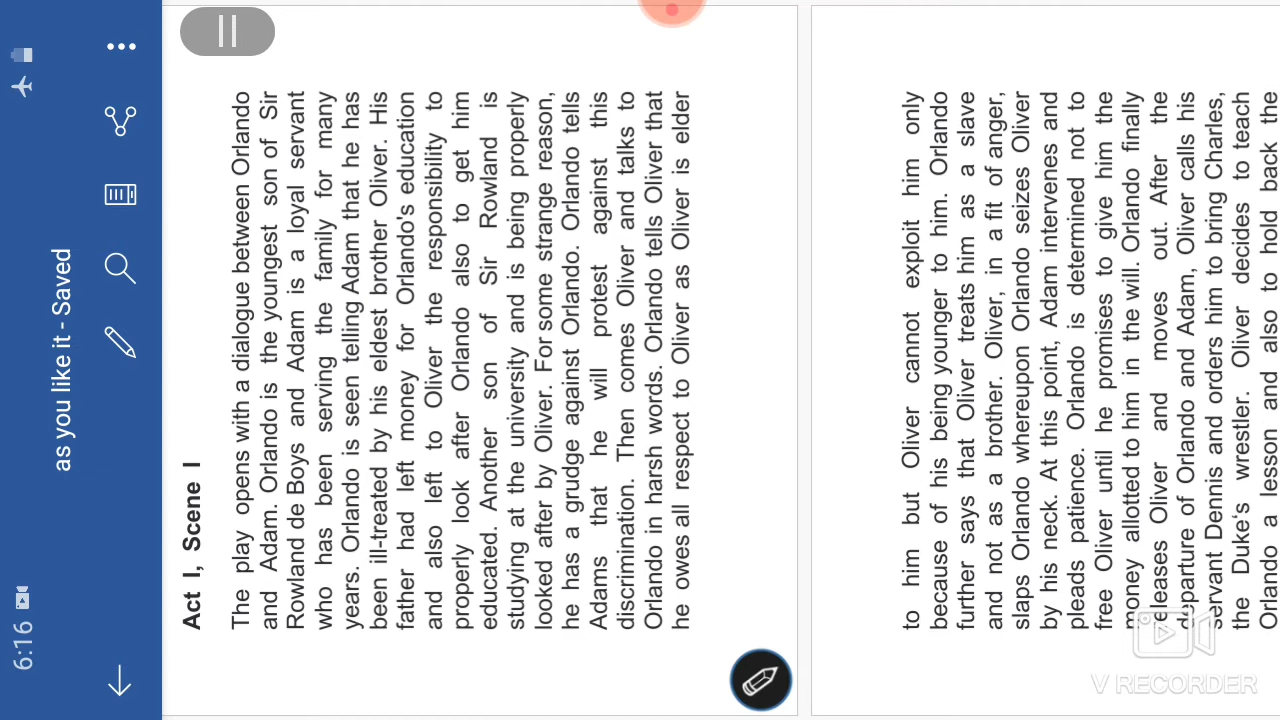 6:16
as you like it - Saved
Act I, Scene I
The play opens with a dialogue between Orlando
and Adam. Orlando is the youngest son of Sir
Rowland de Boys and Adam is a loyal servant
who has been serving the family for many
years. Orlando is seen telling Adam that he has
been ill-treated by his eldest brother Oliver. His
father had left money for Orlando's education
and also left to Oliver the responsibility to
properly look after Orlando also to get him
educated. Another son of Sir Rowland is
studying at the university and is being properly
looked after by Oliver. For some strange reason,
he has a grudge against Orlando. Orlando tells
Adams that he will protest against this
discrimination. Then comes Oliver and talks to
Orlando in harsh words. Orlando tells Oliver that
he owes all respect to Oliver as Oliver is elder
to him but Oliver cannot exploit him only
because of his being younger to him. Orlando
further says that Oliver treats him as a slave
and not as a brother. Oliver, in a fit of anger,
slaps Orlando whereupon Orlando seizes Oliver
by his neck. At this point, Adam intervenes and
pleads patience. Orlando is determined not to
free Oliver until he promises to give him the
money allotted to him in the will. Orlando finally
releases Oliver and moves out. After the
departure of Orlando and Adam, Oliver calls his
servant Dennis and orders him to bring Charles,
the Duke's wrestler. Oliver decides to teach
Orlando a lesson and also to hold back the
V RECORDER